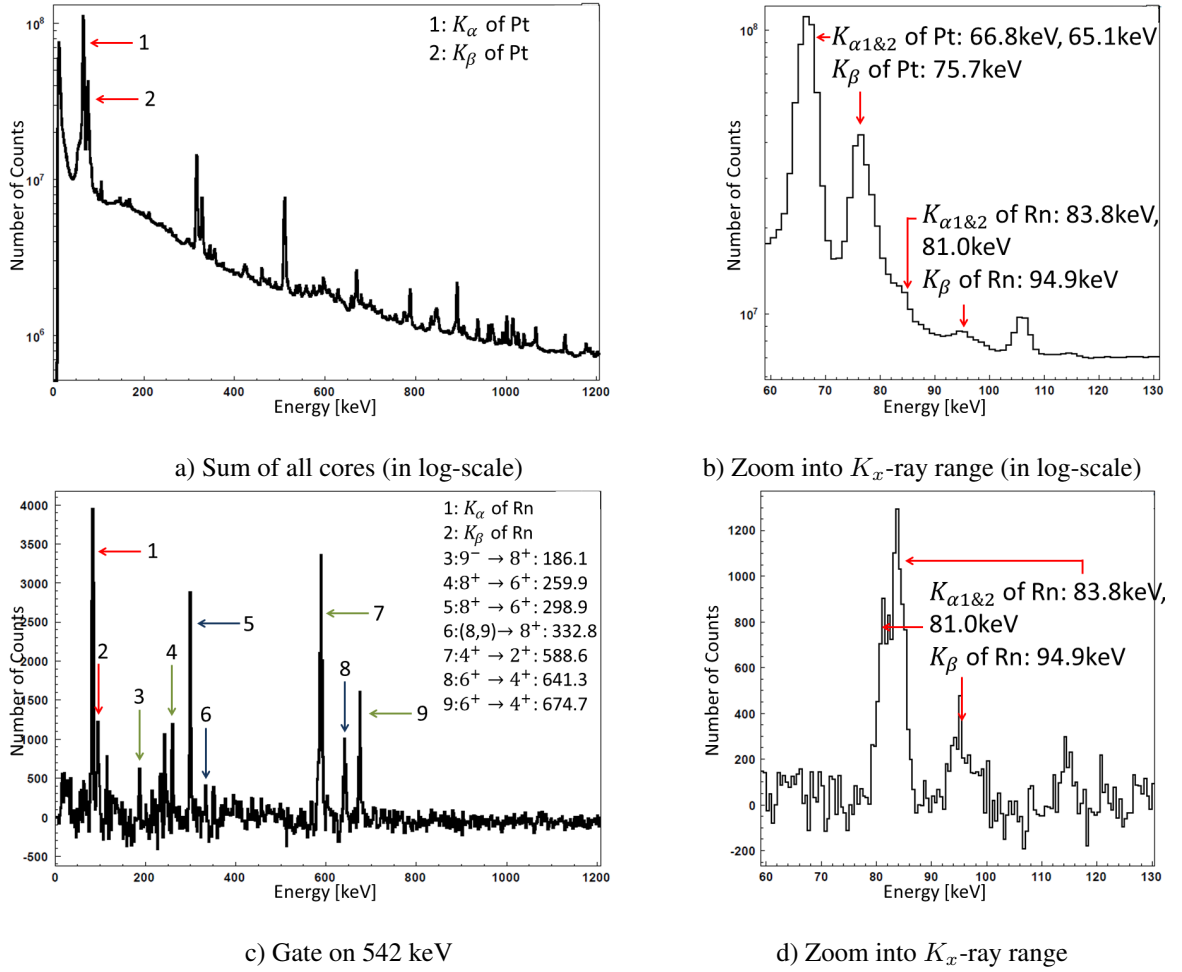 1: Kα of Pt
2: Kβ of Pt
1
2
10⁸
10⁷
10⁶
Number of Counts
0 200 400 600 800 1000 1200
Energy [keV]
a) Sum of all cores (in log-scale)
Kα1&2 of Pt: 66.8keV, 65.1keV
Kβ of Pt: 75.7keV
Kα1&2 of Rn: 83.8keV,
81.0keV
Kβ of Rn: 94.9keV
10⁸
10⁷
Number of Counts
60 70 80 90 100 110 120 130
Energy [keV]
b) Zoom into Kx-ray range (in log-scale)
1: Kα of Rn
2: Kβ of Rn
3:9⁻ → 8⁺: 186.1
4:8⁺ → 6⁺: 259.9
5:8⁺ → 6⁺: 298.9
6:(8,9)→ 8⁺: 332.8
7:4⁺ → 2⁺: 588.6
8:6⁺ → 4⁺: 641.3
9:6⁺ → 4⁺: 674.7
1
2
3
4
5
6
7
8
9
4000
3500
3000
2500
2000
1500
1000
500
0
-500
Number of Counts
0 200 400 600 800 1000 1200
Energy [keV]
c) Gate on 542 keV
Kα1&2 of Rn: 83.8keV,
81.0keV
Kβ of Rn: 94.9keV
1200
1000
800
600
400
200
0
-200
Number of Counts
60 70 80 90 100 110 120 130
Energy [keV]
d) Zoom into Kx-ray range